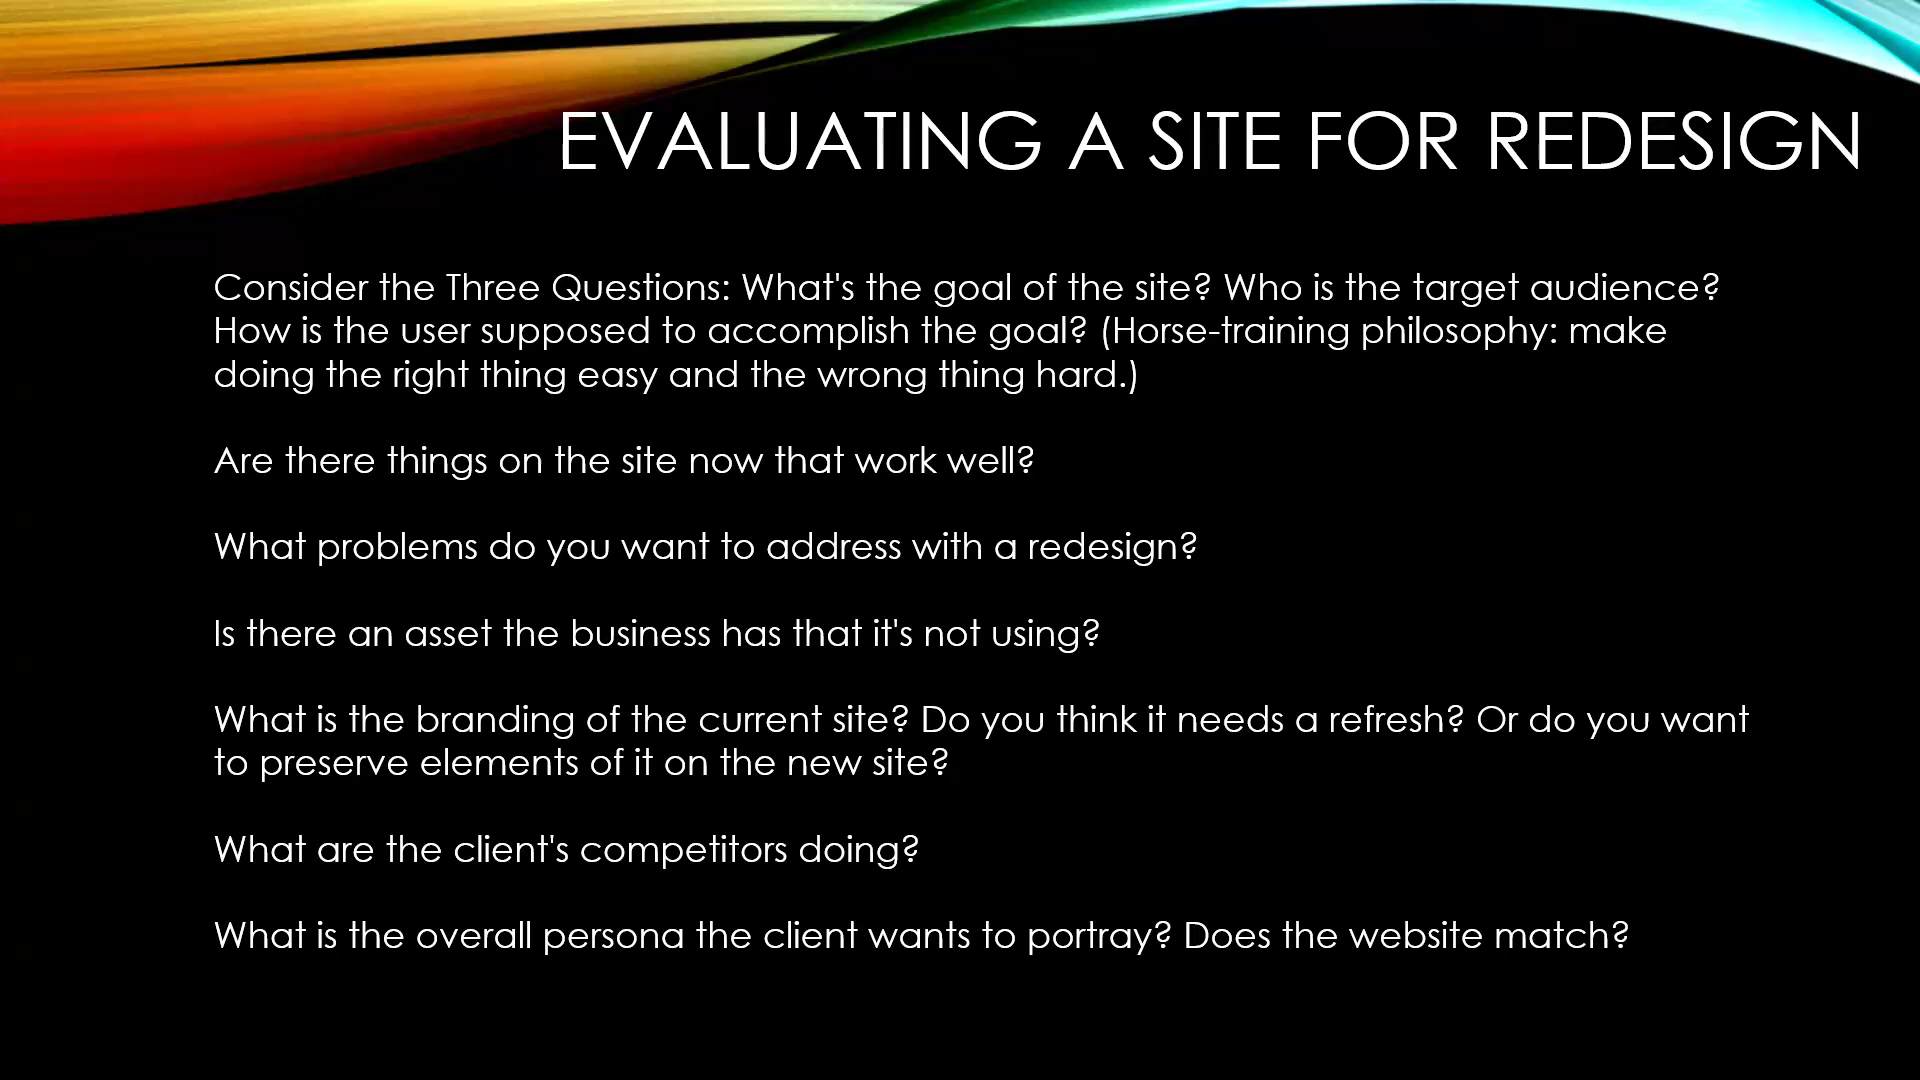 EVALUATING A SITE FOR REDESIGN
Consider the Three Questions: What's the goal of the site? Who is the target audience?
How is the user supposed to accomplish the goal? (Horse-training philosophy: make
doing the right thing easy and the wrong thing hard.)
Are there things on the site now that work well?
What problems do you want to address with a redesign?
Is there an asset the business has that it's not using?
What is the branding of the current site? Do you think it needs a refresh? Or do you want
to preserve elements of it on the new site?
What are the client's competitors doing?
What is the overall persona the client wants to portray? Does the website match?